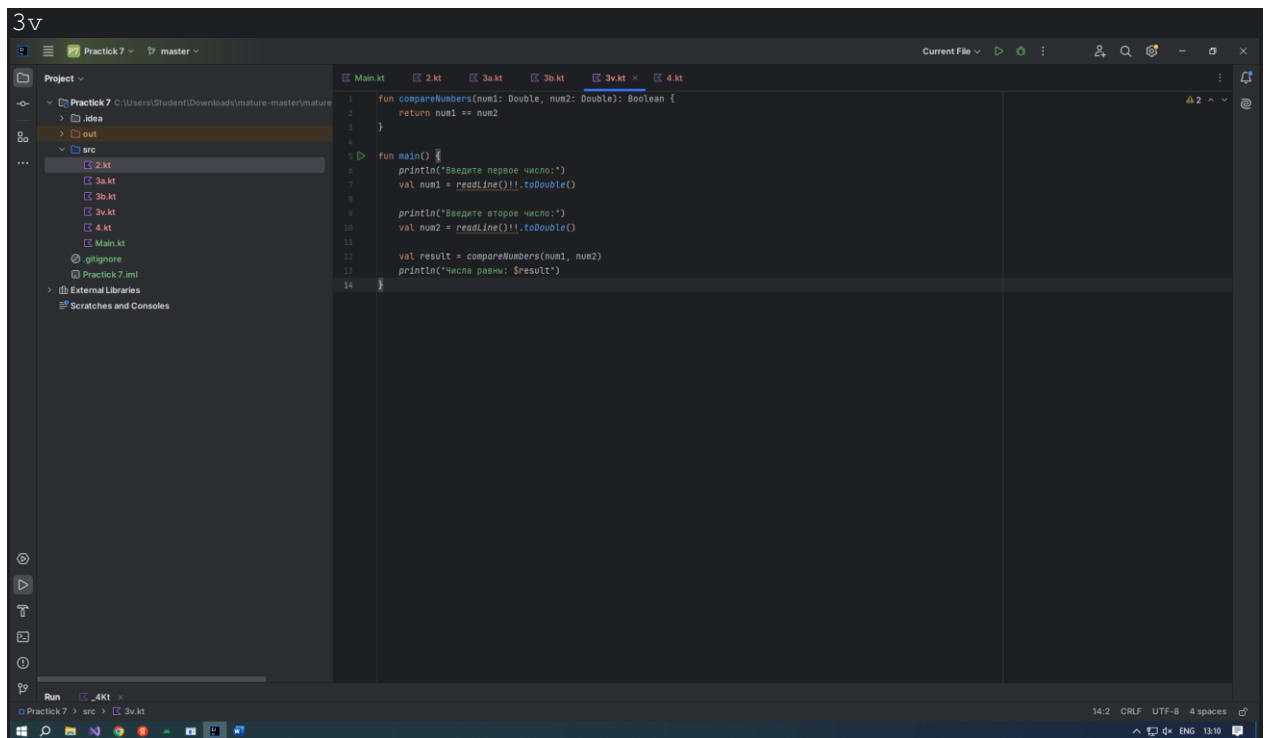 3v
P7 Practick 7 master Current File
Project
Main.kt 2.kt 3a.kt 3b.kt 3v.kt 4.kt
Practick 7 C:\Users\Student\Downloads\mature-master\mature
.idea
out
src
2.kt
3a.kt
3b.kt
3v.kt
4.kt
Main.kt
.gitignore
Practick 7.iml
External Libraries
Scratches and Consoles
2
1 fun compareNumbers(num1: Double, num2: Double): Boolean {
2 return num1 == num2
3 }
4
5 fun main() {
6 println("Введите первое число:")
7 val num1 = readLine()!!.toDouble()
8
9 println("Введите второе число:")
10 val num2 = readLine()!!.toDouble()
11
12 val result = compareNumbers(num1, num2)
13 println("Числа равны: $result")
14 }
Run _4Kt
Practick 7 > src > 3v.kt 14:2 CRLF UTF-8 4 spaces
ENG 13:10